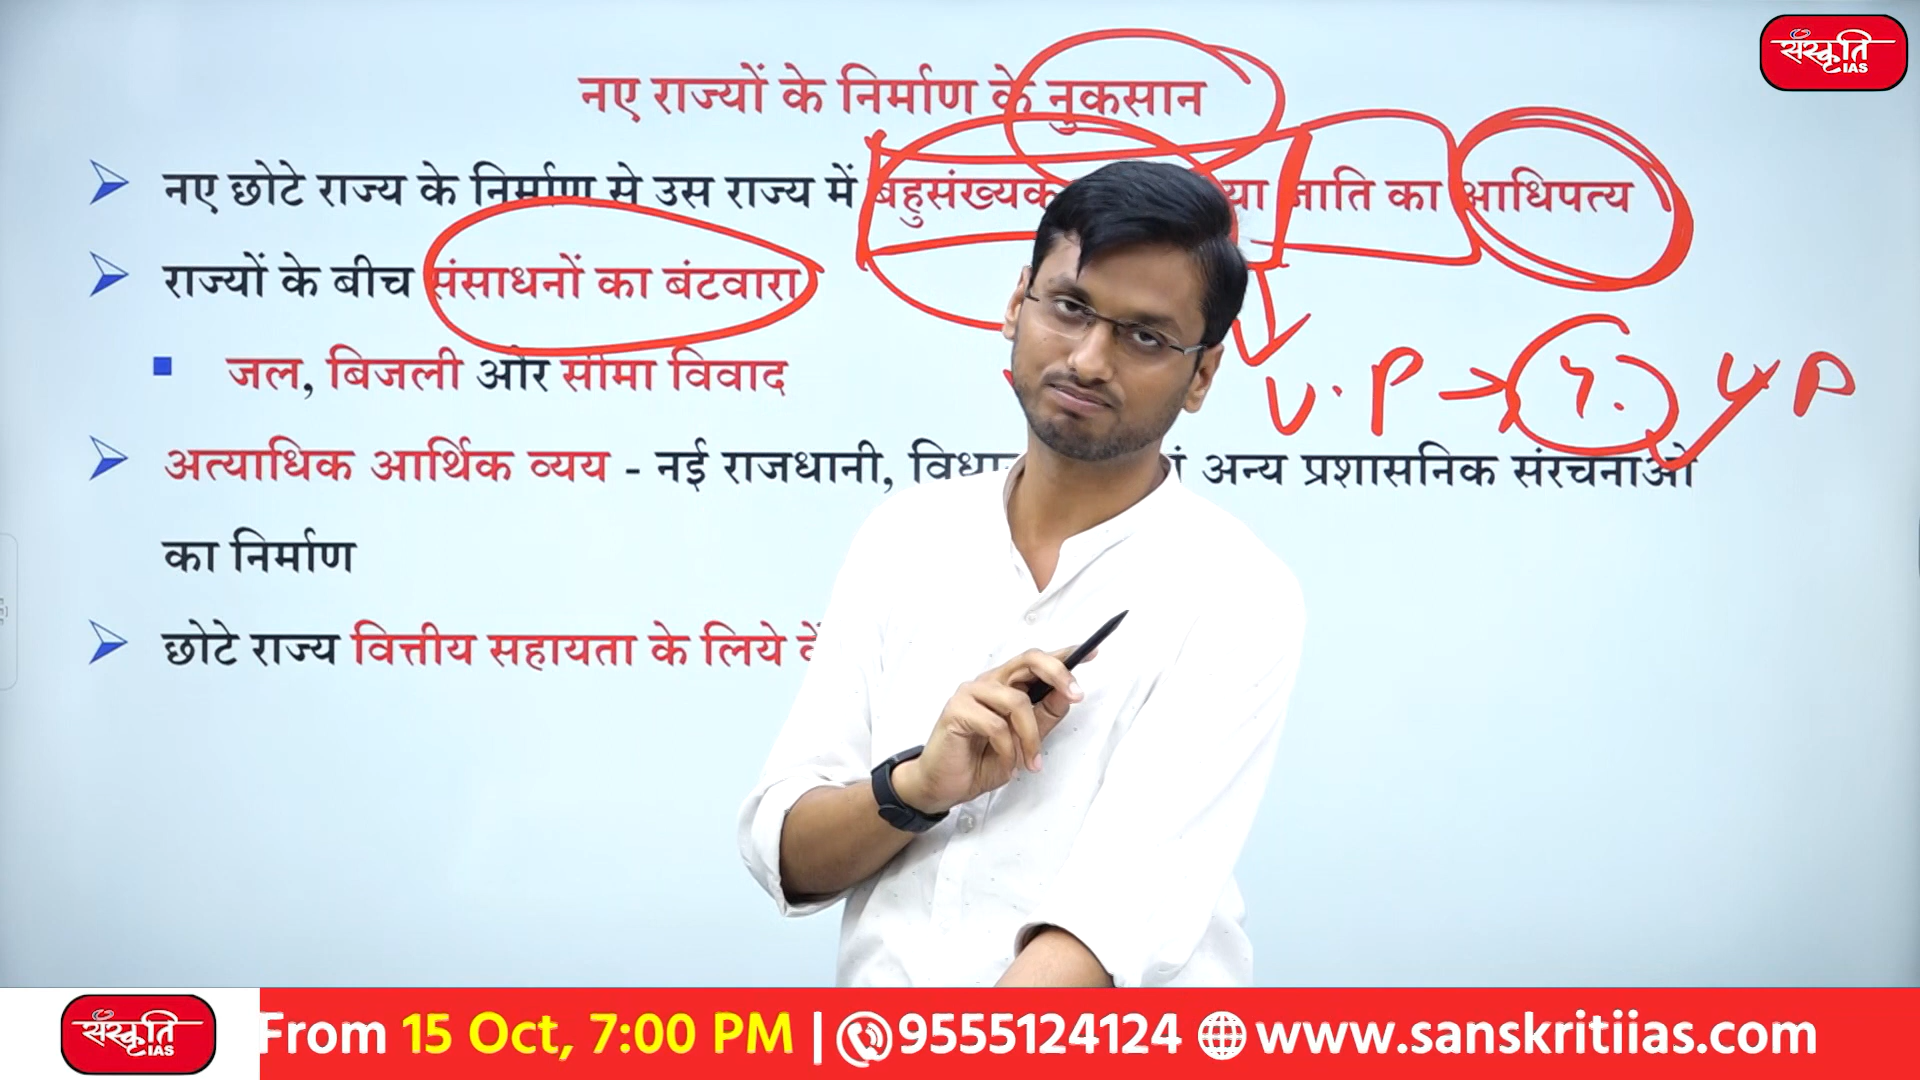 संस्कृति
IAS
नए राज्यों के निर्माण के नुकसान
नए छोटे राज्य के निर्माण से उस राज्य में बहुसंख्यक या जाति का आधिपत्य
राज्यों के बीच संसाधनों का बंटवारा
जल, बिजली और सीमा विवाद
U.P → Y. UP
अत्याधिक आर्थिक व्यय - नई राजधानी, अन्य प्रशासनिक संरचनाओं
का निर्माण
छोटे राज्य वित्तीय सहायता के लिये
संस्कृति
IAS
From 15 Oct, 7:00 PM | 9555124124 www.sanskritiias.com